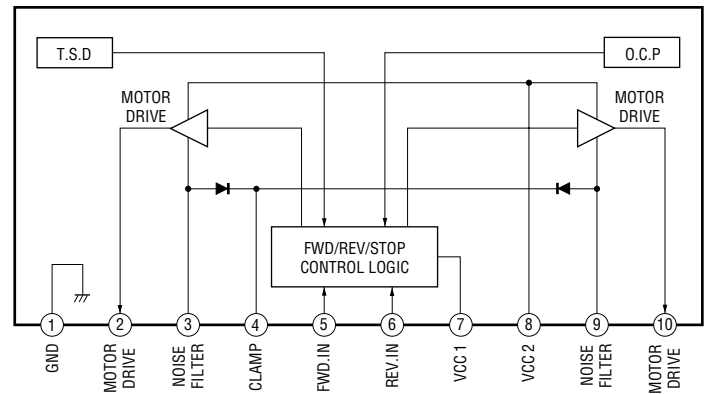 T.S.D
O.C.P
MOTOR
DRIVE
MOTOR
DRIVE
FWD/REV/STOP
CONTROL LOGIC
1
2
3
4
5
6
7
8
9
10
GND
MOTOR
DRIVE
NOISE
FILTER
CLAMP
FWD.IN
REV.IN
VCC 1
VCC 2
NOISE
FILTER
MOTOR
DRIVE